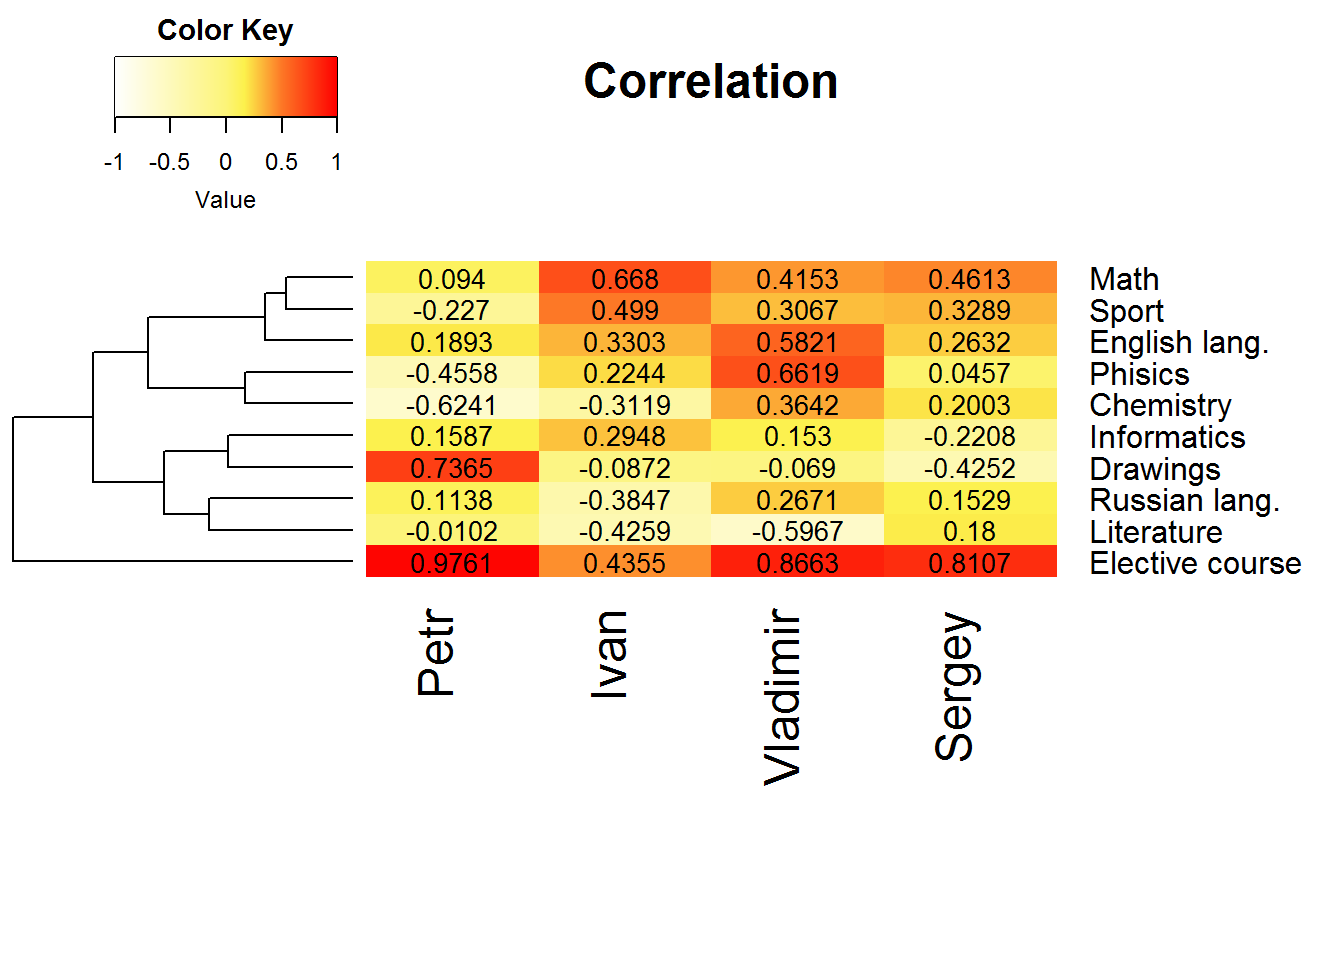 Color Key
Correlation
-1 -0.5 0 0.5 1
Value
0.094 0.668 0.4153 0.4613 Math
-0.227 0.499 0.3067 0.3289 Sport
0.1893 0.3303 0.5821 0.2632 English lang.
-0.4558 0.2244 0.6619 0.0457 Phisics
-0.6241 -0.3119 0.3642 0.2003 Chemistry
0.1587 0.2948 0.153 -0.2208 Informatics
0.7365 -0.0872 -0.069 -0.4252 Drawings
0.1138 -0.3847 0.2671 0.1529 Russian lang.
-0.0102 -0.4259 -0.5967 0.18 Literature
0.9761 0.4355 0.8663 0.8107 Elective course
Petr Ivan Vladimir Sergey